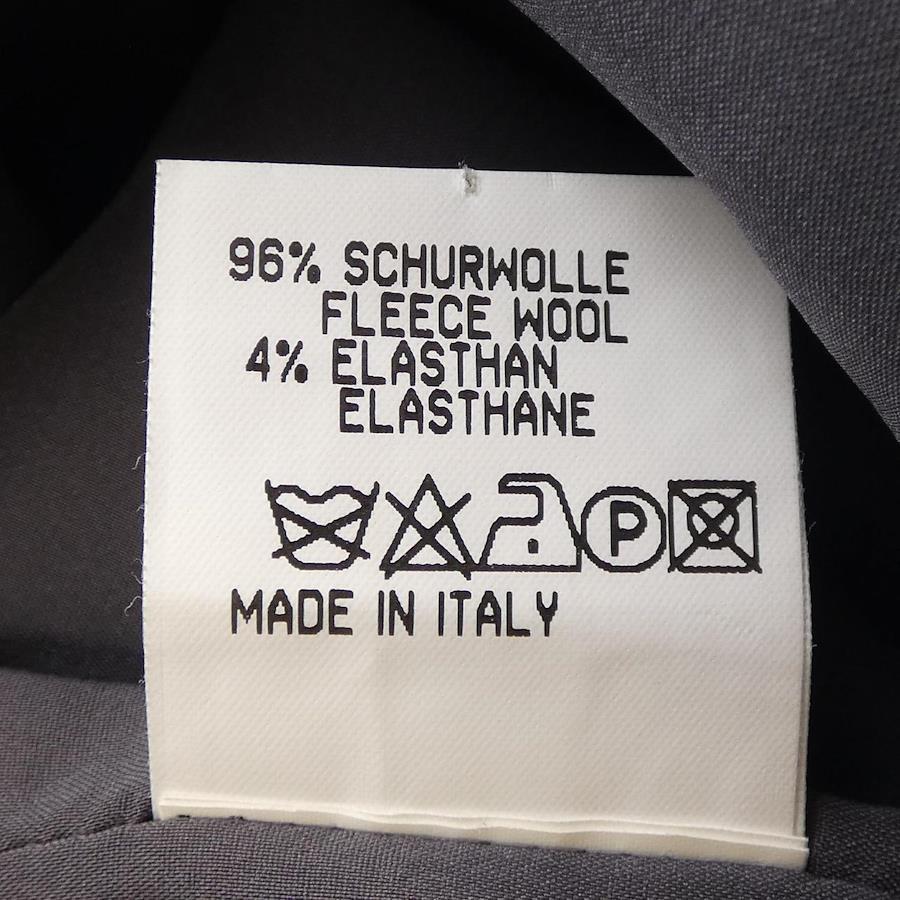 96% SCHURWOLLE
FLEECE WOOL
4% ELASTHAN
ELASTHANE
P
MADE IN ITALY